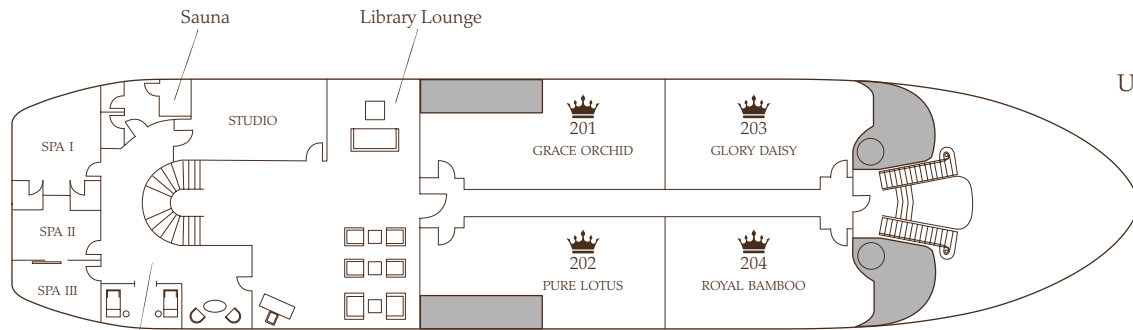 Sauna
Library Lounge
U
STUDIO
SPA I
201
GRACE ORCHID
203
GLORY DAISY
SPA II
SPA III
202
PURE LOTUS
204
ROYAL BAMBOO